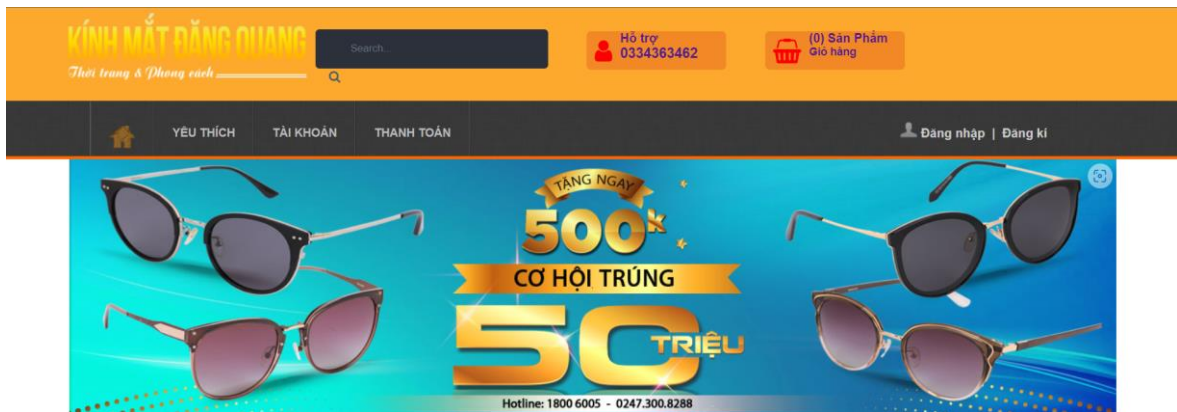 KÍNH MẮT ĐĂNG QUANG
Thời trang & Phong cách
Search...
Hỗ trợ
0334363462
(0) Sản Phẩm
Giỏ hàng
YÊU THÍCH
TÀI KHOẢN
THANH TOÁN
Đăng nhập | Đăng kí
TẶNG NGAY
500k
CƠ HỘI TRÚNG
50 TRIỆU
Hotline: 1800 6005 - 0247.300.8288